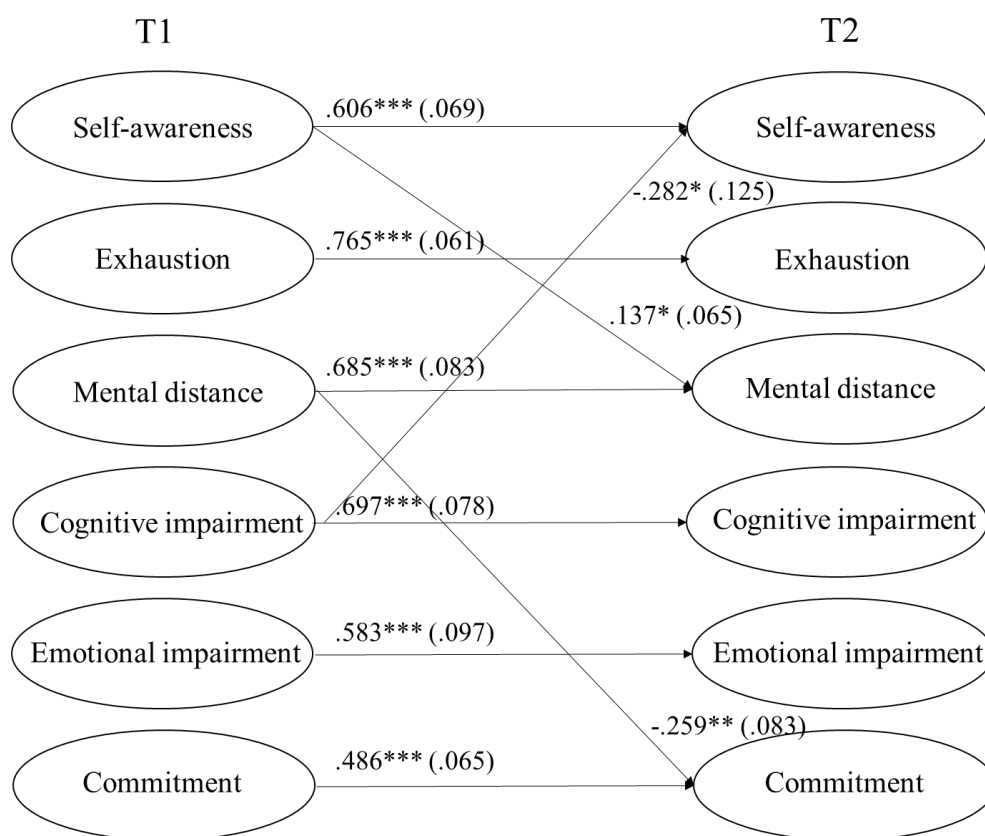 T1
T2
Self-awareness
.606*** (.069)
Self-awareness
-.282* (.125)
Exhaustion
.765*** (.061)
Exhaustion
.137* (.065)
Mental distance
.685*** (.083)
Mental distance
Cognitive impairment
.697*** (.078)
Cognitive impairment
Emotional impairment
.583*** (.097)
Emotional impairment
-.259** (.083)
Commitment
.486*** (.065)
Commitment